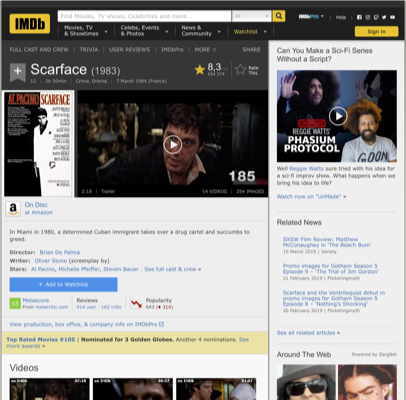 IMDb
Find Movies, TV shows, Celebrities and more...
All
IMDbPro
Help
Movies, TV
& Showtimes
Celebs, Events
& Photos
News &
Community
Watchlist
Sign in
FULL CAST AND CREW | TRIVIA | USER REVIEWS | IMDbPro | MORE
SHARE
Scarface (1983)
8,3
Rate
This
12 | 2h 50min | Crime, Drama | 7 March 1984 (France)
AL PACINO SCARFACE
185
2:18 | Trailer
14 VIDEOS | 254 IMAGES
On Disc
at Amazon
In Miami in 1980, a determined Cuban immigrant takes over a drug cartel and succumbs to
greed.
Director: Brian De Palma
Writer: Oliver Stone (screenplay by)
Stars: Al Pacino, Michelle Pfeiffer, Steven Bauer | See full cast & crew »
+ Add to Watchlist
65
Metascore
From metacritic.com
Reviews
919 user | 162 critic
Popularity
643
View production, box office, & company info on IMDbPro
Top Rated Movies #105 | Nominated for 3 Golden Globes. Another 4 nominations. See
more awards »
Videos
Can You Make a Sci-Fi Series
Without a Script?
REGGIE WATTS'
PHASIUM
PROTOCOL
Well Reggie Watts sure tried with his idea for
a sci-fi improv show. What happens when we
bring his idea to life?
Watch now on "UnMade" »
Related News
SXSW Film Review: Matthew
McConaughey in 'The Beach Bum'
10 March 2019 | Variety
Promo images for Gotham Season 5
Episode 9 - 'The Trial of Jim Gordon'
21 February 2019 | Flickeringmyth
Scarface and the Ventriloquist debut in
promo images for Gotham Season 5
Episode 8 - 'Nothing's Shocking'
20 February 2019 | Flickeringmyth
See all related articles »
Around The Web
Powered by ZergNet